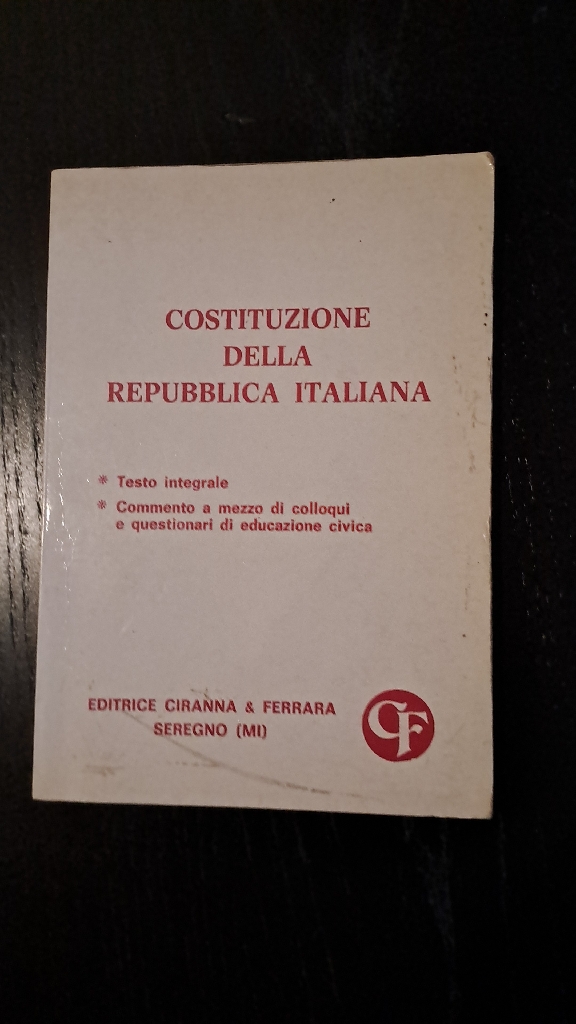 COSTITUZIONE
DELLA
REPUBBLICA ITALIANA
* Testo integrale
* Commento a mezzo di colloqui
e questionari di educazione civica
EDITRICE CIRANNA & FERRARA
SEREGNO (MI)
CF